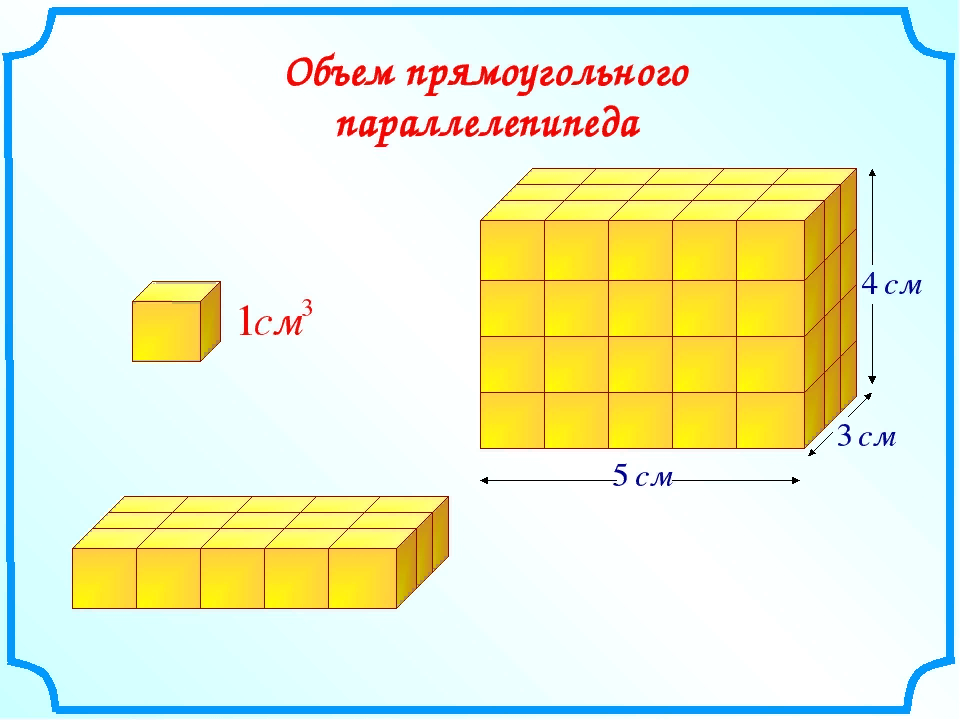 Объем прямоугольного
параллелепипеда
4 см
1см³
3 см
5 см